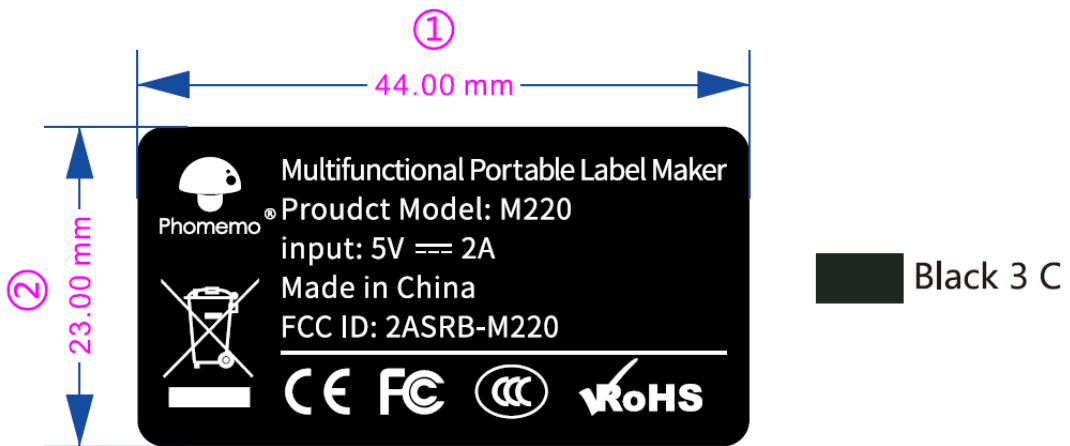 ①
44.00 mm
②
23.00 mm
Phomemo®
Multifunctional Portable Label Maker
Proudct Model: M220
input: 5V ⎓ 2A
Made in China
FCC ID: 2ASRB-M220
CE FC CCC RoHS
Black 3 C